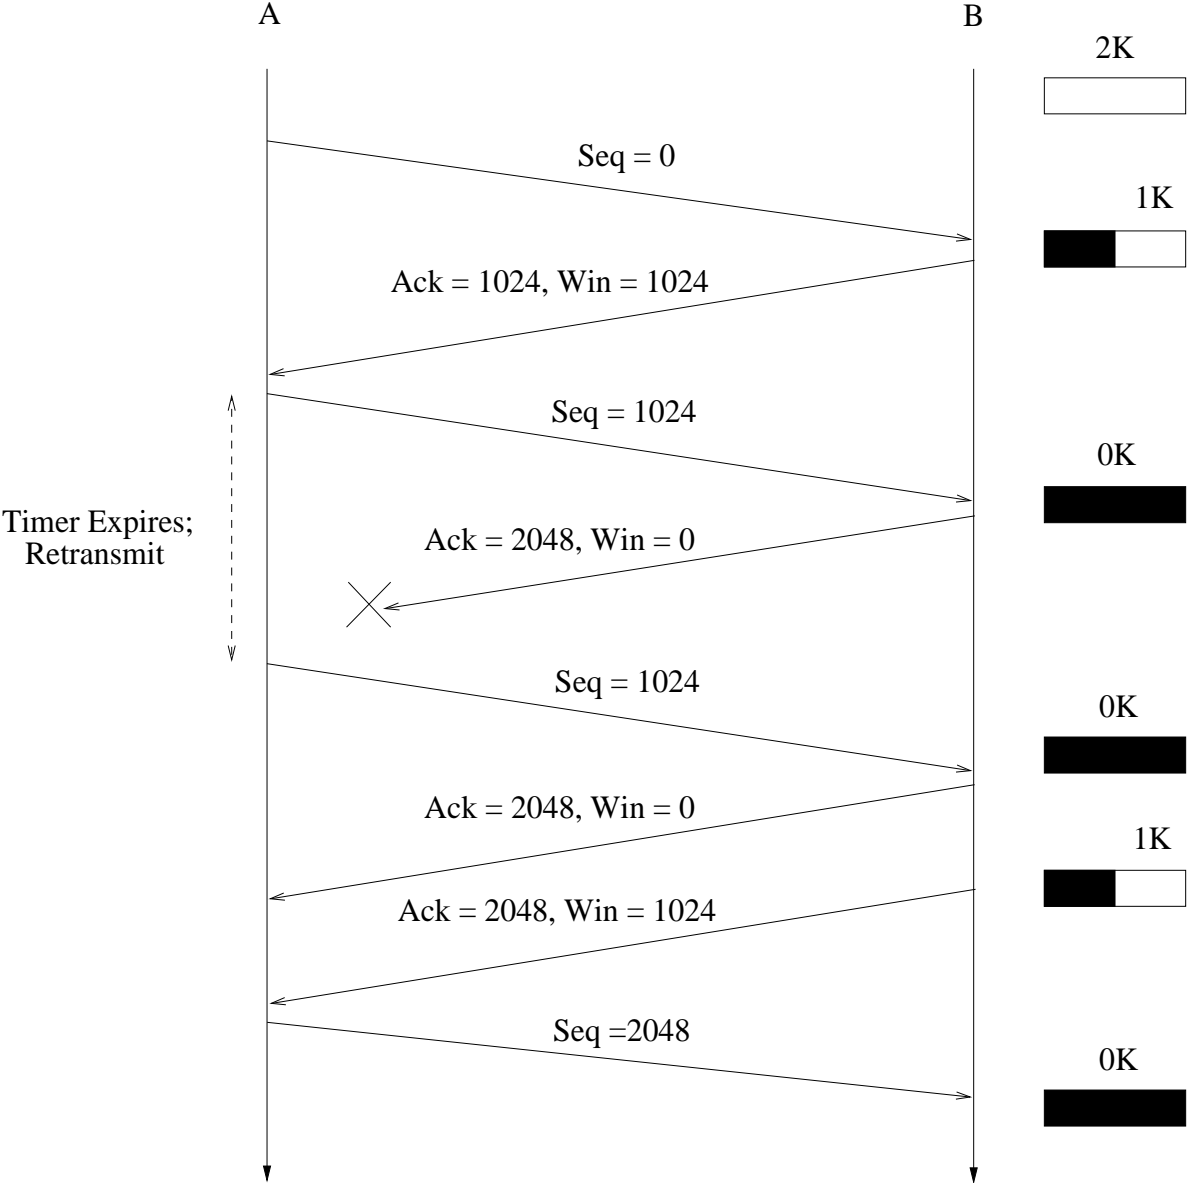 A
B
2K
Seq = 0
1K
Ack = 1024, Win = 1024
Seq = 1024
0K
Timer Expires;
Retransmit
Ack = 2048, Win = 0
Seq = 1024
0K
Ack = 2048, Win = 0
1K
Ack = 2048, Win = 1024
Seq =2048
0K